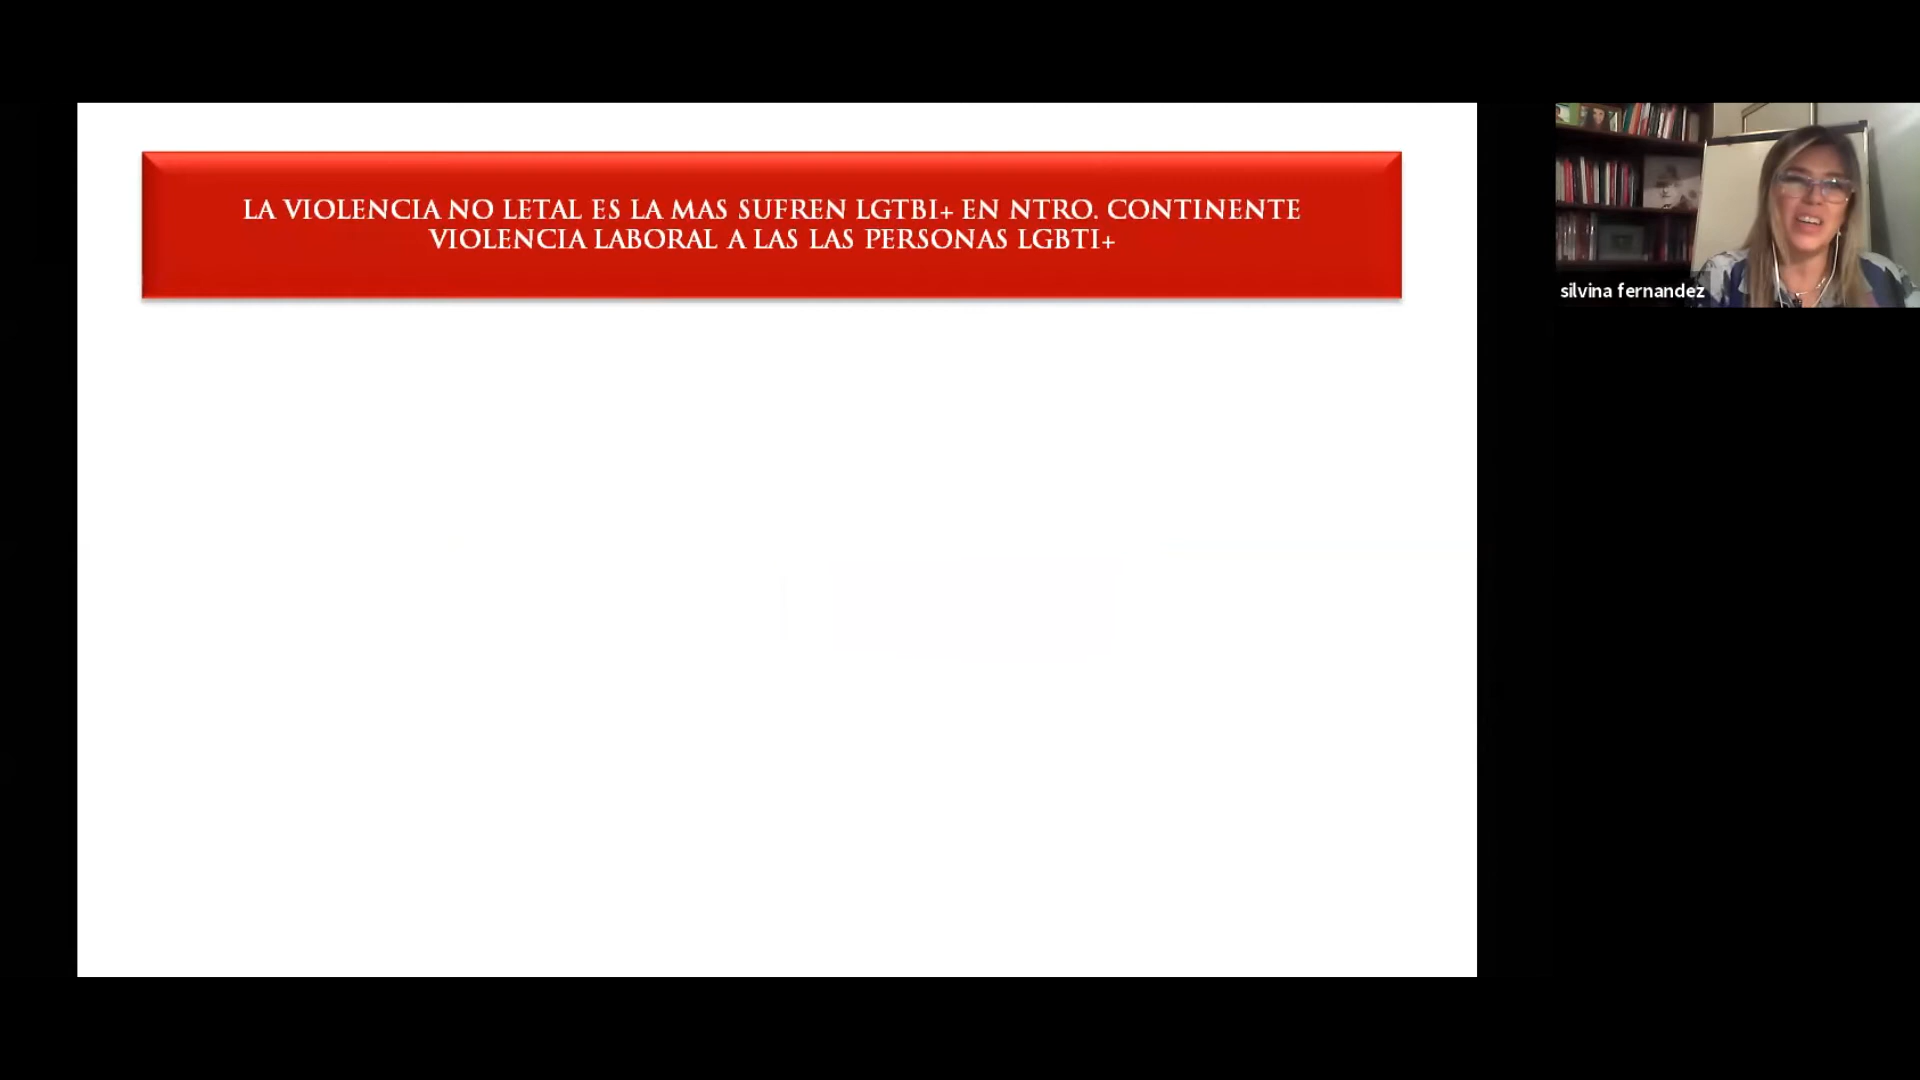 LA VIOLENCIA NO LETAL ES LA MAS SUFREN LGTBI+ EN NTRO. CONTINENTE
VIOLENCIA LABORAL A LAS LAS PERSONAS LGBTI+
silvina fernandez